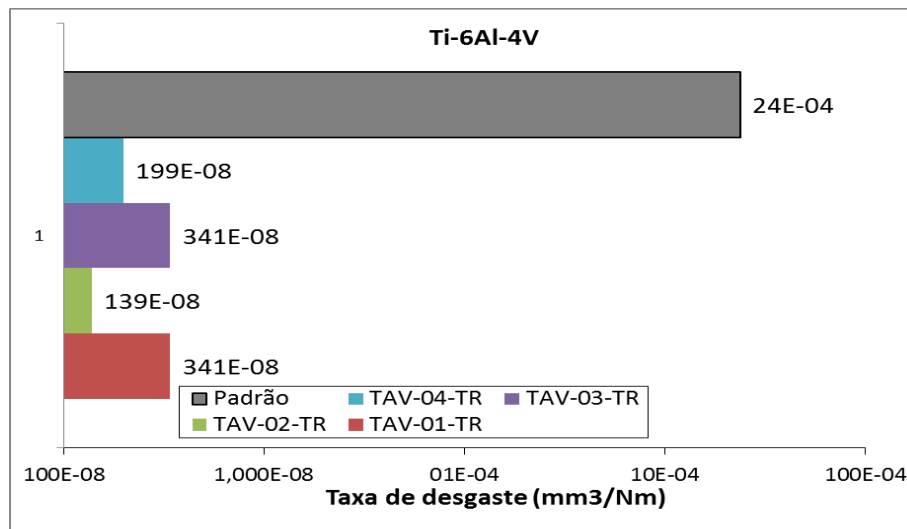 Ti-6Al-4V
24E-04
199E-08
1
341E-08
139E-08
341E-08
Padrão TAV-04-TR TAV-03-TR
TAV-02-TR TAV-01-TR
100E-08 1,000E-08 01E-04 10E-04 100E-04
Taxa de desgaste (mm3/Nm)